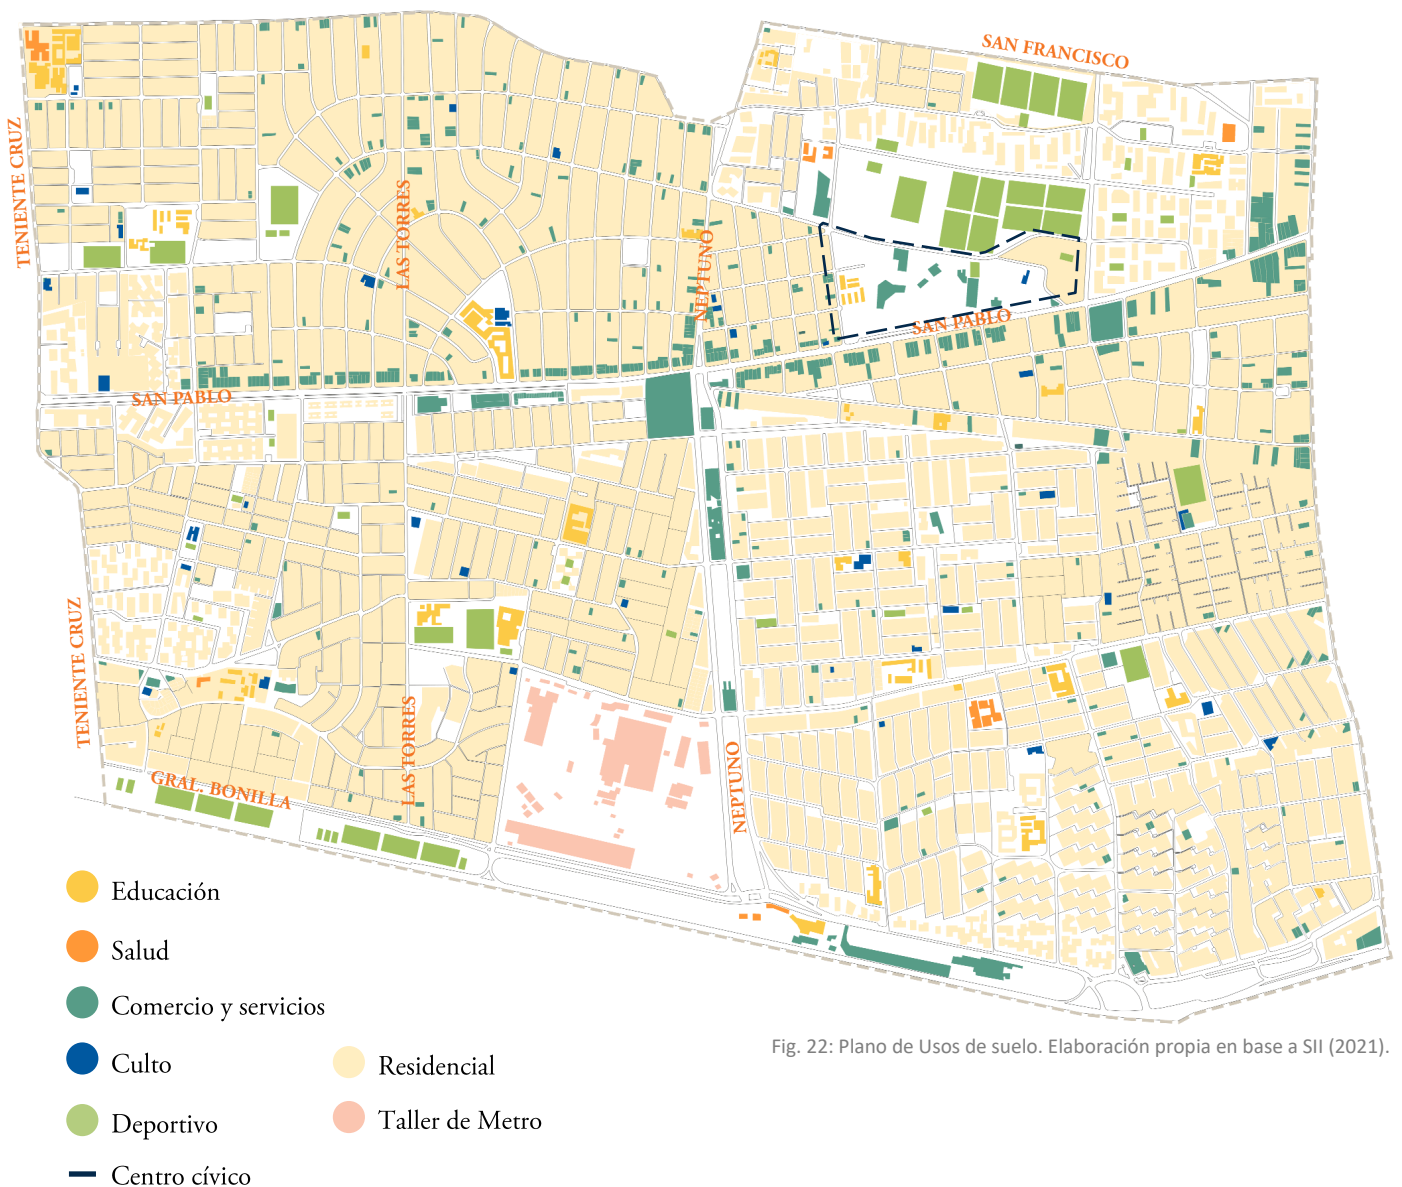 SAN FRANCISCO
TENIENTE CRUZ
LAS TORRES
NEPTUNO
SAN PABLO
SAN PABLO
TENIENTE CRUZ
LAS TORRES
NEPTUNO
GRAL. BONILLA
Educación
Salud
Comercio y servicios
Culto
Deportivo
Centro cívico
Residencial
Taller de Metro
Fig. 22: Plano de Usos de suelo. Elaboración propia en base a SII (2021).